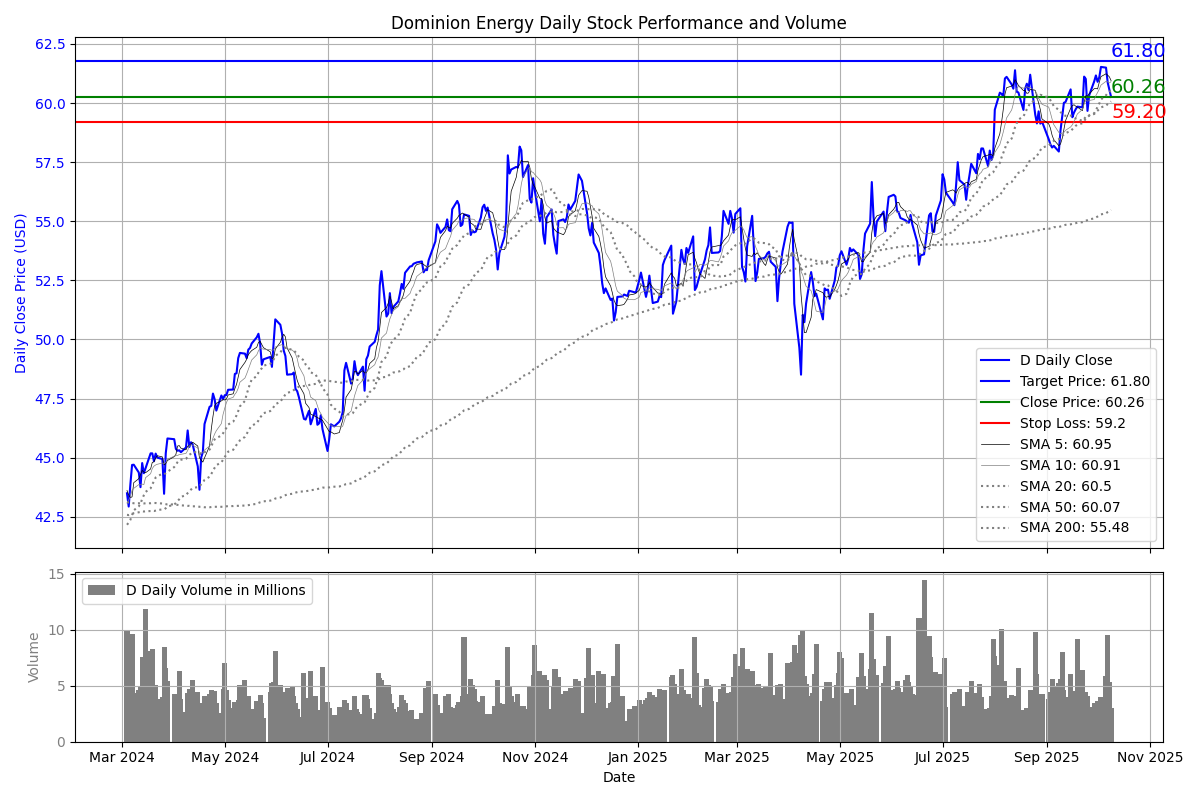 Dominion Energy Daily Stock Performance and Volume
62.5
60.0
57.5
55.0
52.5
50.0
47.5
45.0
42.5
Daily Close Price (USD)
61.80
60.26
59.20
D Daily Close
Target Price: 61.80
Close Price: 60.26
Stop Loss: 59.2
SMA 5: 60.95
SMA 10: 60.91
SMA 20: 60.5
SMA 50: 60.07
SMA 200: 55.48
15
10
5
0
Volume
D Daily Volume in Millions
Mar 2024 May 2024 Jul 2024 Sep 2024 Nov 2024 Jan 2025 Mar 2025 May 2025 Jul 2025 Sep 2025 Nov 2025
Date